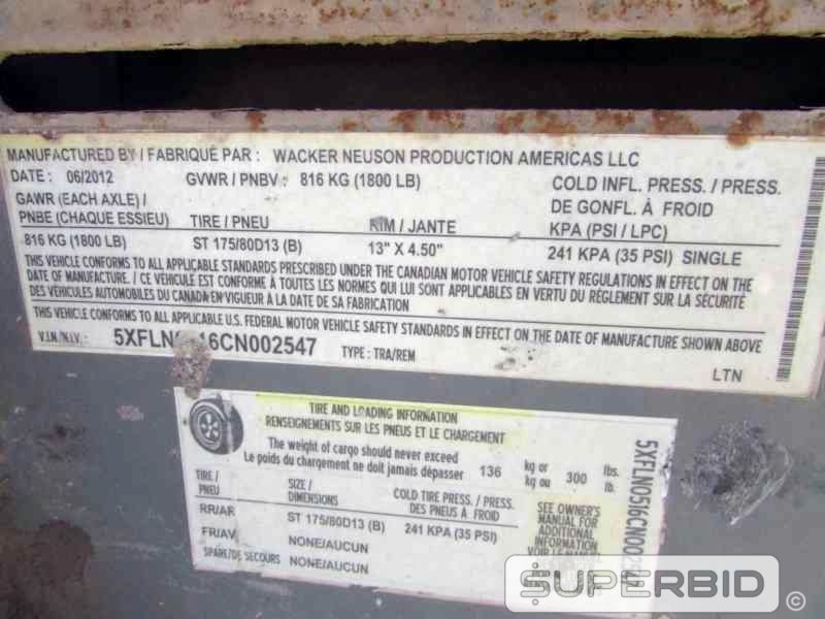 MANUFACTURED BY / FABRIQUÉ PAR : WACKER NEUSON PRODUCTION AMERICAS LLC
DATE : 06/2012 GVWR / PNBV : 816 KG (1800 LB) COLD INFL. PRESS. / PRESS.
GAWR (EACH AXLE) / DE GONFL. À FROID
PNBE (CHAQUE ESSIEU) TIRE / PNEU RIM / JANTE KPA (PSI / LPC)
816 KG (1800 LB) ST 175/80D13 (B) 13" X 4.50" 241 KPA (35 PSI) SINGLE
THIS VEHICLE CONFORMS TO ALL APPLICABLE STANDARDS PRESCRIBED UNDER THE CANADIAN MOTOR VEHICLE SAFETY REGULATIONS IN EFFECT ON THE
DATE OF MANUFACTURE. / CE VÉHICULE EST CONFORME À TOUTES LES NORMES QUI LUI SONT APPLICABLES EN VERTU DU RÈGLEMENT SUR LA SÉCURITÉ
DES VÉHICULES AUTOMOBILES DU CANADA EN VIGUEUR À LA DATE DE SA FABRICATION
THIS VEHICLE CONFORMS TO ALL APPLICABLE U.S. FEDERAL MOTOR VEHICLE SAFETY STANDARDS IN EFFECT ON THE DATE OF MANUFACTURE SHOWN ABOVE
V.I.N./N.I.V.: TYPE : TRA/REM
LTN
TIRE AND LOADING INFORMATION
RENSEIGNEMENTS SUR LES PNEUS ET LE CHARGEMENT
The weight of cargo should never exceed
Le poids du chargement ne doit jamais dépasser 136 kg or kg ou 300 lbs. lb.
TIRE / PNEU SIZE / DIMENSIONS COLD TIRE PRESS. / PRESS. DES PNEUS À FROID
RR/AR ST 175/80D13 (B) 241 KPA (35 PSI)
FR/AV NONE/AUCUN
SPARE/DE SECOURS NONE/AUCUN
SEE OWNER'S
MANUAL FOR
ADDITIONAL
INFORMATION
VOIR LE MANUEL
SUPERBID ©